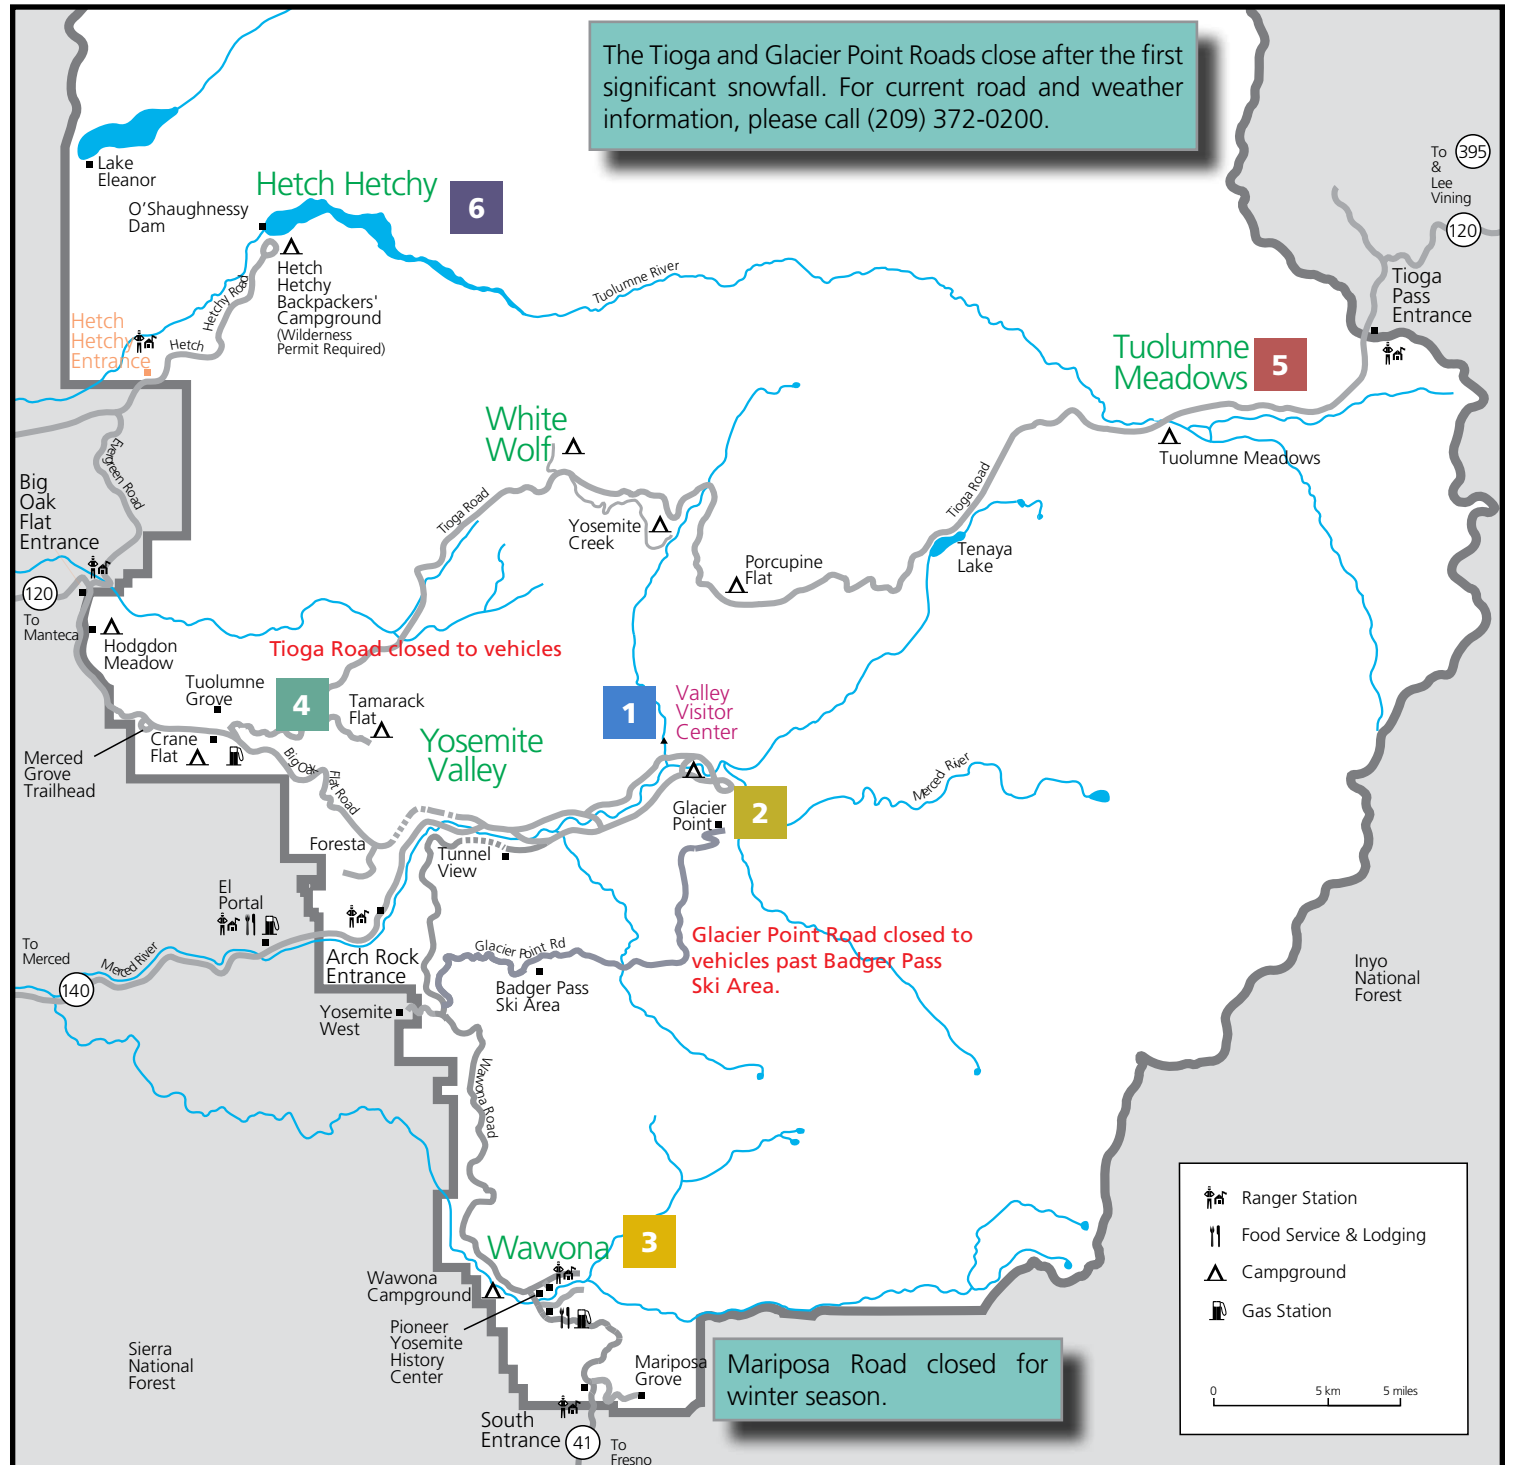 The Tioga and Glacier Point Roads close after the first
significant snowfall. For current road and weather
information, please call (209) 372-0200.
To
&
Lee
Vining
395
120
Lake
Eleanor
Hetch Hetchy
6
O'Shaughnessy
Dam
Hetch
Hetchy
Backpackers'
Campground
(Wilderness
Permit Required)
Hetch
Hetchy Road
Hetch
Hetchy
Entrance
Tuolumne River
Tioga
Pass
Entrance
Tuolumne
Meadows
5
Tuolumne Meadows
White
Wolf
Evergreen Road
Big
Oak
Flat
Entrance
120
To
Manteca
Tioga Road
Yosemite
Creek
Tioga Road
Porcupine
Flat
Tenaya
Lake
Hodgdon
Meadow
Tioga Road closed to vehicles
Tuolumne
Grove
4
Tamarack
Flat
1
Valley
Visitor
Center
Merced
Grove
Trailhead
Crane
Flat
Big Oak
Flat Road
Yosemite
Valley
Merced River
Glacier
Point
2
Foresta
Tunnel
View
El
Portal
To
Merced
Merced River
140
Arch Rock
Entrance
Glacier Point Rd
Badger Pass
Ski Area
Glacier Point Road closed to
vehicles past Badger Pass
Ski Area.
Inyo
National
Forest
Yosemite
West
Wawona Road
Wawona
3
Wawona
Campground
Pioneer
Yosemite
History
Center
Sierra
National
Forest
Mariposa
Grove
Mariposa Road closed for
winter season.
South
Entrance
41
To
Fresno
Ranger Station
Food Service & Lodging
Campground
Gas Station
0
5 km
5 miles